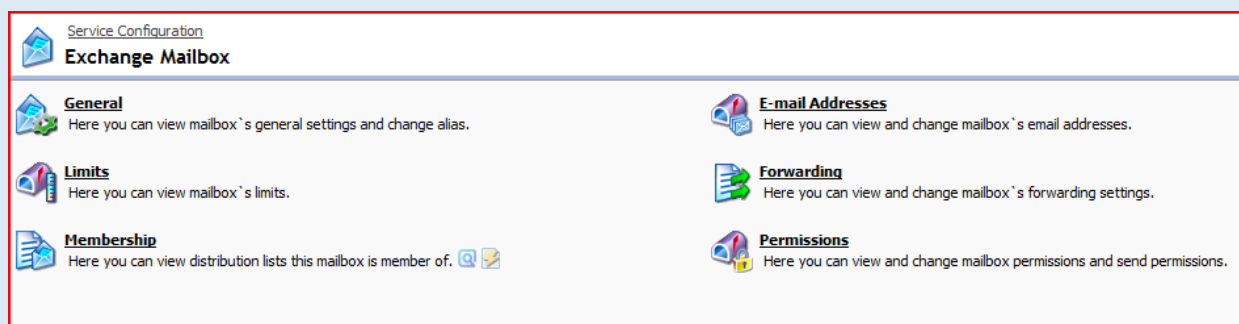 Service Configuration
Exchange Mailbox
General
Here you can view mailbox`s general settings and change alias.
E-mail Addresses
Here you can view and change mailbox`s email addresses.
Limits
Here you can view mailbox`s limits.
Forwarding
Here you can view and change mailbox`s forwarding settings.
Membership
Here you can view distribution lists this mailbox is member of.
Permissions
Here you can view and change mailbox permissions and send permissions.